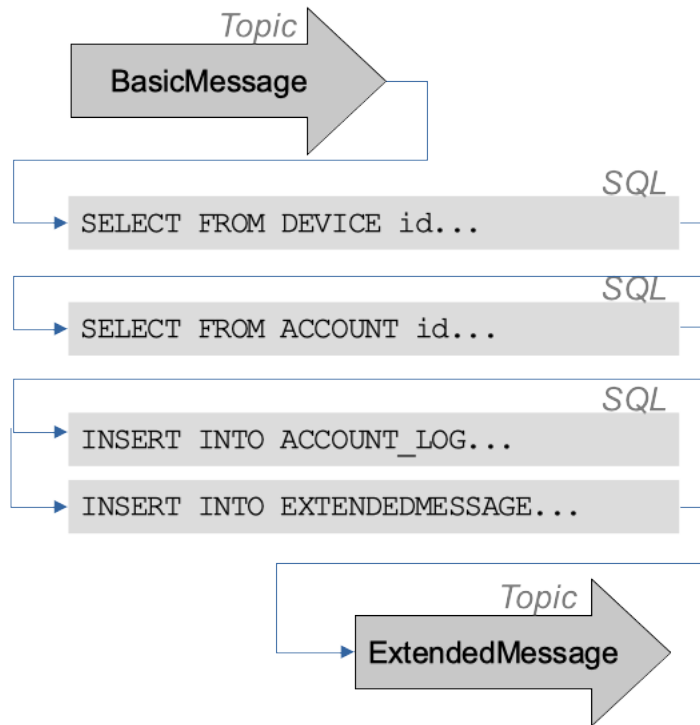 Topic
BasicMessage
SQL
SELECT FROM DEVICE id...
SQL
SELECT FROM ACCOUNT id...
SQL
INSERT INTO ACCOUNT_LOG...
INSERT INTO EXTENDEDMESSAGE...
Topic
ExtendedMessage